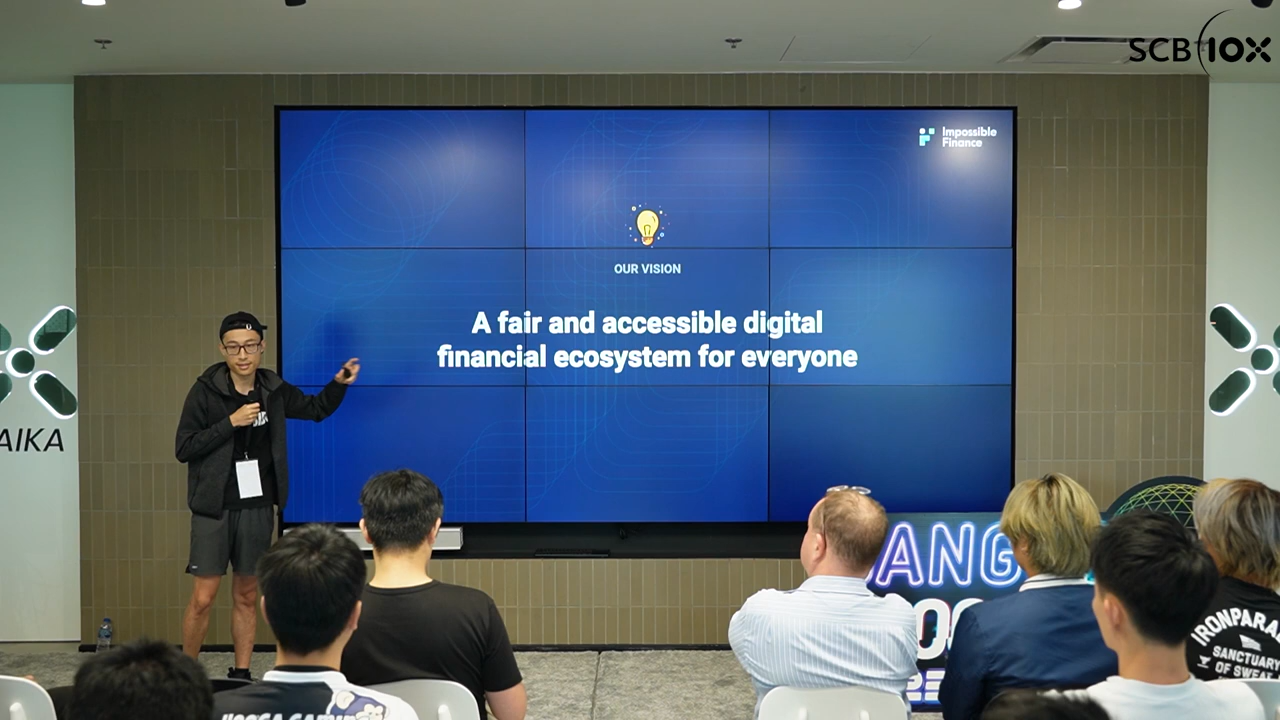 SCB 10X
Impossible
Finance
OUR VISION
A fair and accessible digital
financial ecosystem for everyone
AIKA
ANG
IRONPARA
SANCTUARY
OF SWEAT